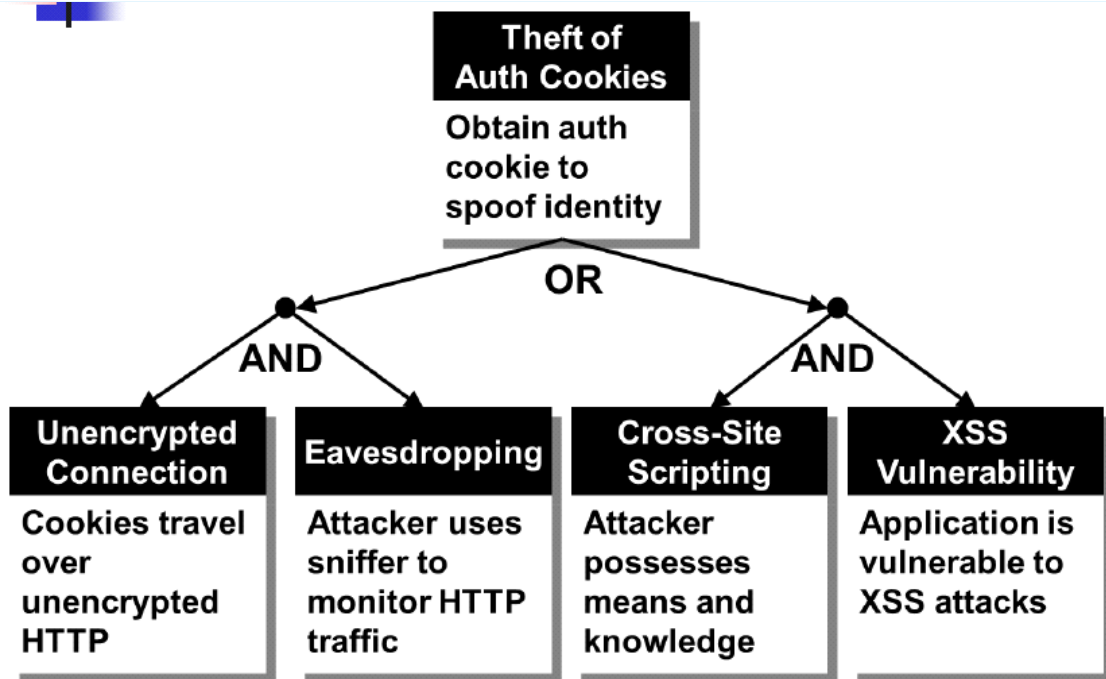 Theft of
Auth Cookies
Obtain auth
cookie to
spoof identity
OR
AND
AND
Unencrypted
Connection
Cookies travel
over
unencrypted
HTTP
Eavesdropping
Attacker uses
sniffer to
monitor HTTP
traffic
Cross-Site
Scripting
Attacker
possesses
means and
knowledge
XSS
Vulnerability
Application is
vulnerable to
XSS attacks